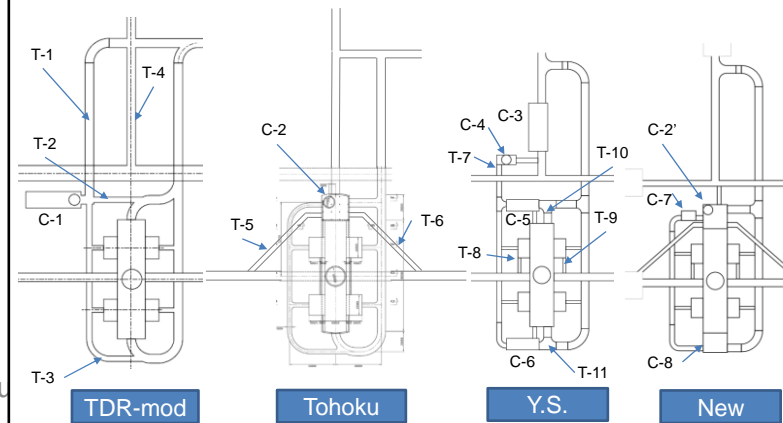 T-1
T-4
T-2
C-1
T-3
TDR-mod
C-2
T-5
T-6
Tohoku
C-3
C-4
T-7
T-10
C-5
T-9
T-8
C-6
T-11
Y.S.
C-2'
C-7
C-8
New
u